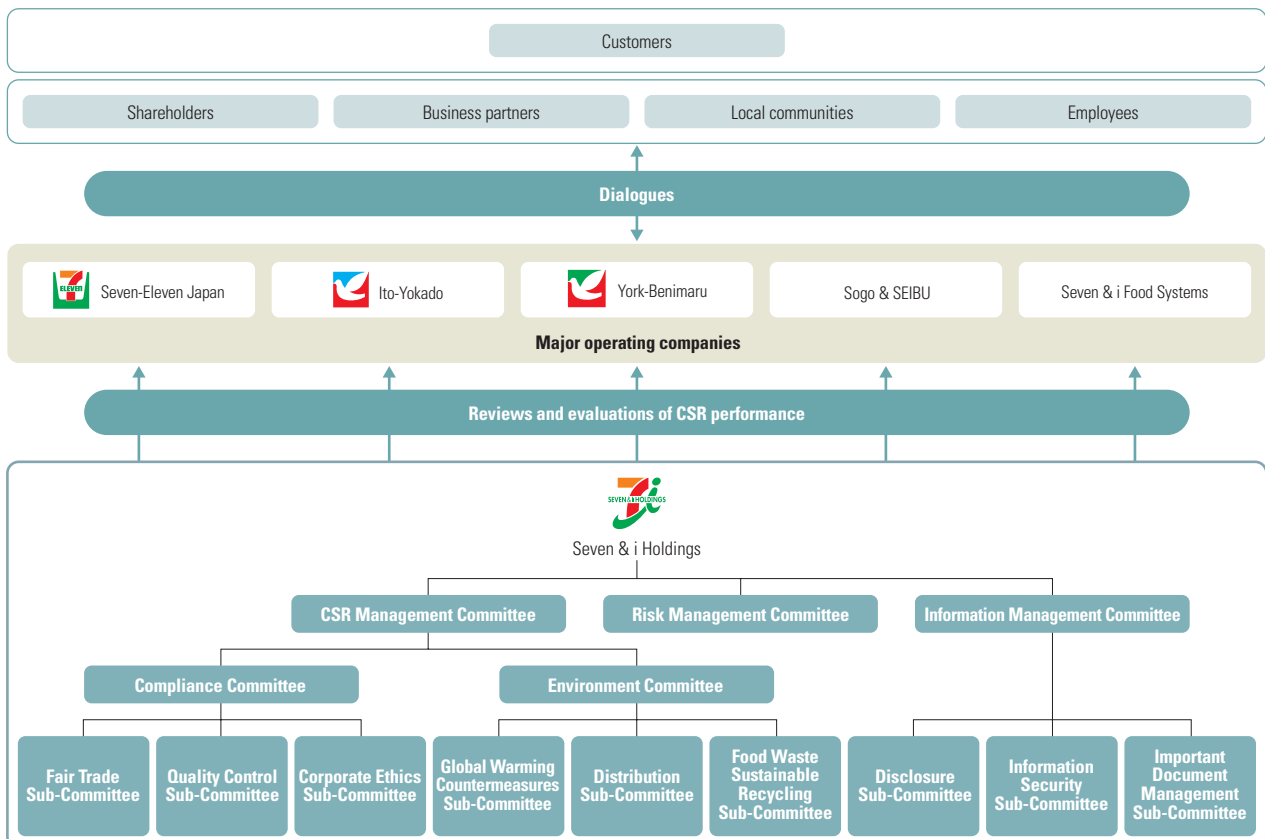 Customers
Shareholders
Business partners
Local communities
Employees
Dialogues
7
ELEVEN
Seven-Eleven Japan
Ito-Yokado
York-Benimaru
Sogo & SEIBU
Seven & i Food Systems
Major operating companies
Reviews and evaluations of CSR performance
7i
SEVEN & i HOLDINGS
Seven & i Holdings
CSR Management Committee
Risk Management Committee
Information Management Committee
Compliance Committee
Environment Committee
Fair Trade
Sub-Committee
Quality Control
Sub-Committee
Corporate Ethics
Sub-Committee
Global Warming
Countermeasures
Sub-Committee
Distribution
Sub-Committee
Food Waste
Sustainable
Recycling
Sub-Committee
Disclosure
Sub-Committee
Information
Security
Sub-Committee
Important
Document
Management
Sub-Committee